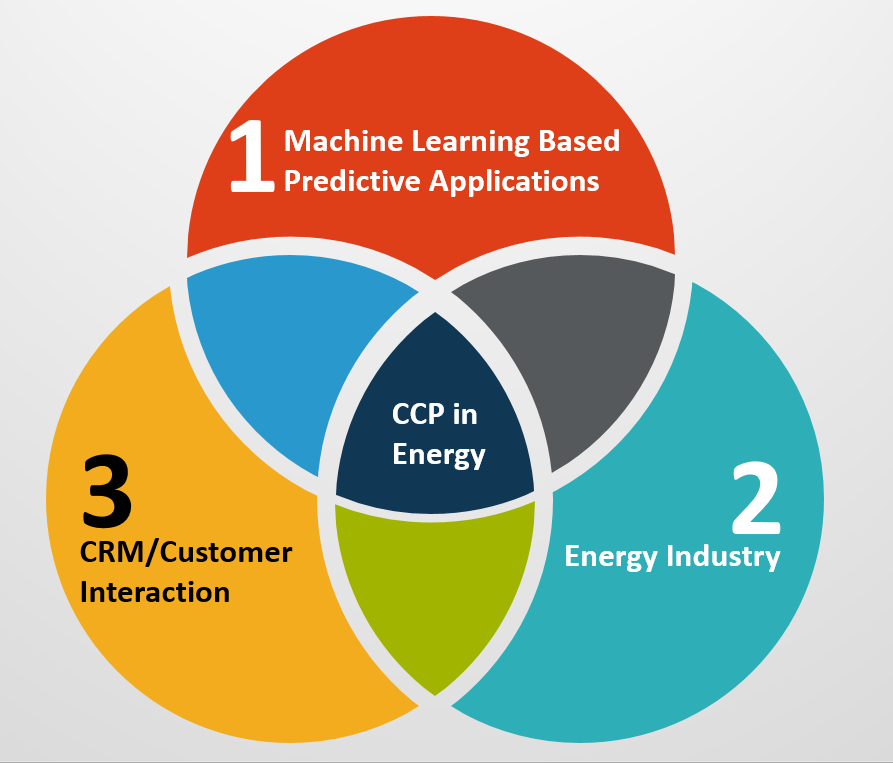 1
Machine Learning Based
Predictive Applications
CCP in
Energy
3
CRM/Customer
Interaction
2
Energy Industry